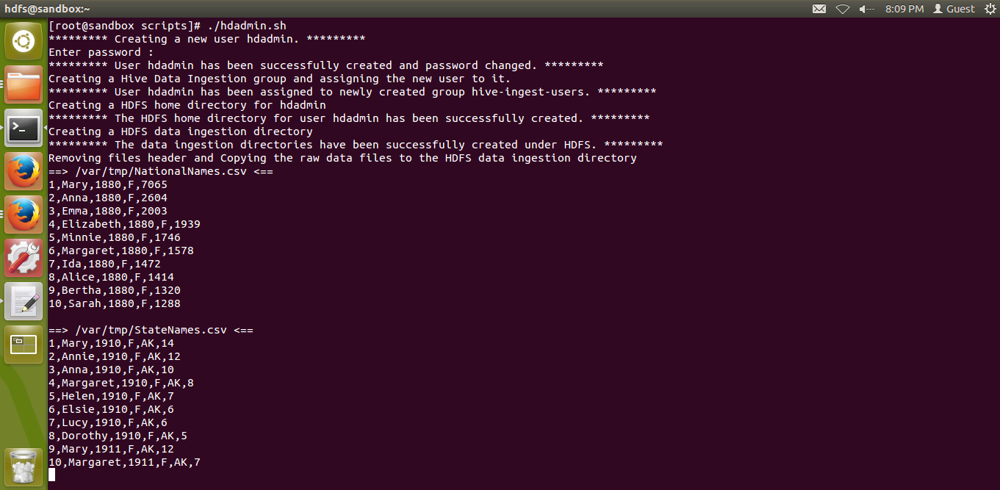 hdfs@sandbox:~
8:09 PM
Guest
[root@sandbox scripts]# ./hdadmin.sh
********* Creating a new user hdadmin. *********
Enter password :
********* User hdadmin has been successfully created and password changed. *********
Creating a Hive Data Ingestion group and assigning the new user to it.
********* User hdadmin has been assigned to newly created group hive-ingest-users. *********
Creating a HDFS home directory for hdadmin
********* The HDFS home directory for user hdadmin has been successfully created. *********
Creating a HDFS data ingestion directory
********* The data ingestion directories have been successfully created under HDFS. *********
Removing files header and Copying the raw data files to the HDFS data ingestion directory
==> /var/tmp/NationalNames.csv <==
1,Mary,1880,F,7065
2,Anna,1880,F,2604
3,Emma,1880,F,2003
4,Elizabeth,1880,F,1939
5,Minnie,1880,F,1746
6,Margaret,1880,F,1578
7,Ida,1880,F,1472
8,Alice,1880,F,1414
9,Bertha,1880,F,1320
10,Sarah,1880,F,1288
==> /var/tmp/StateNames.csv <==
1,Mary,1910,F,AK,14
2,Annie,1910,F,AK,12
3,Anna,1910,F,AK,10
4,Margaret,1910,F,AK,8
5,Helen,1910,F,AK,7
6,Elsie,1910,F,AK,6
7,Lucy,1910,F,AK,6
8,Dorothy,1910,F,AK,5
9,Mary,1911,F,AK,12
10,Margaret,1911,F,AK,7